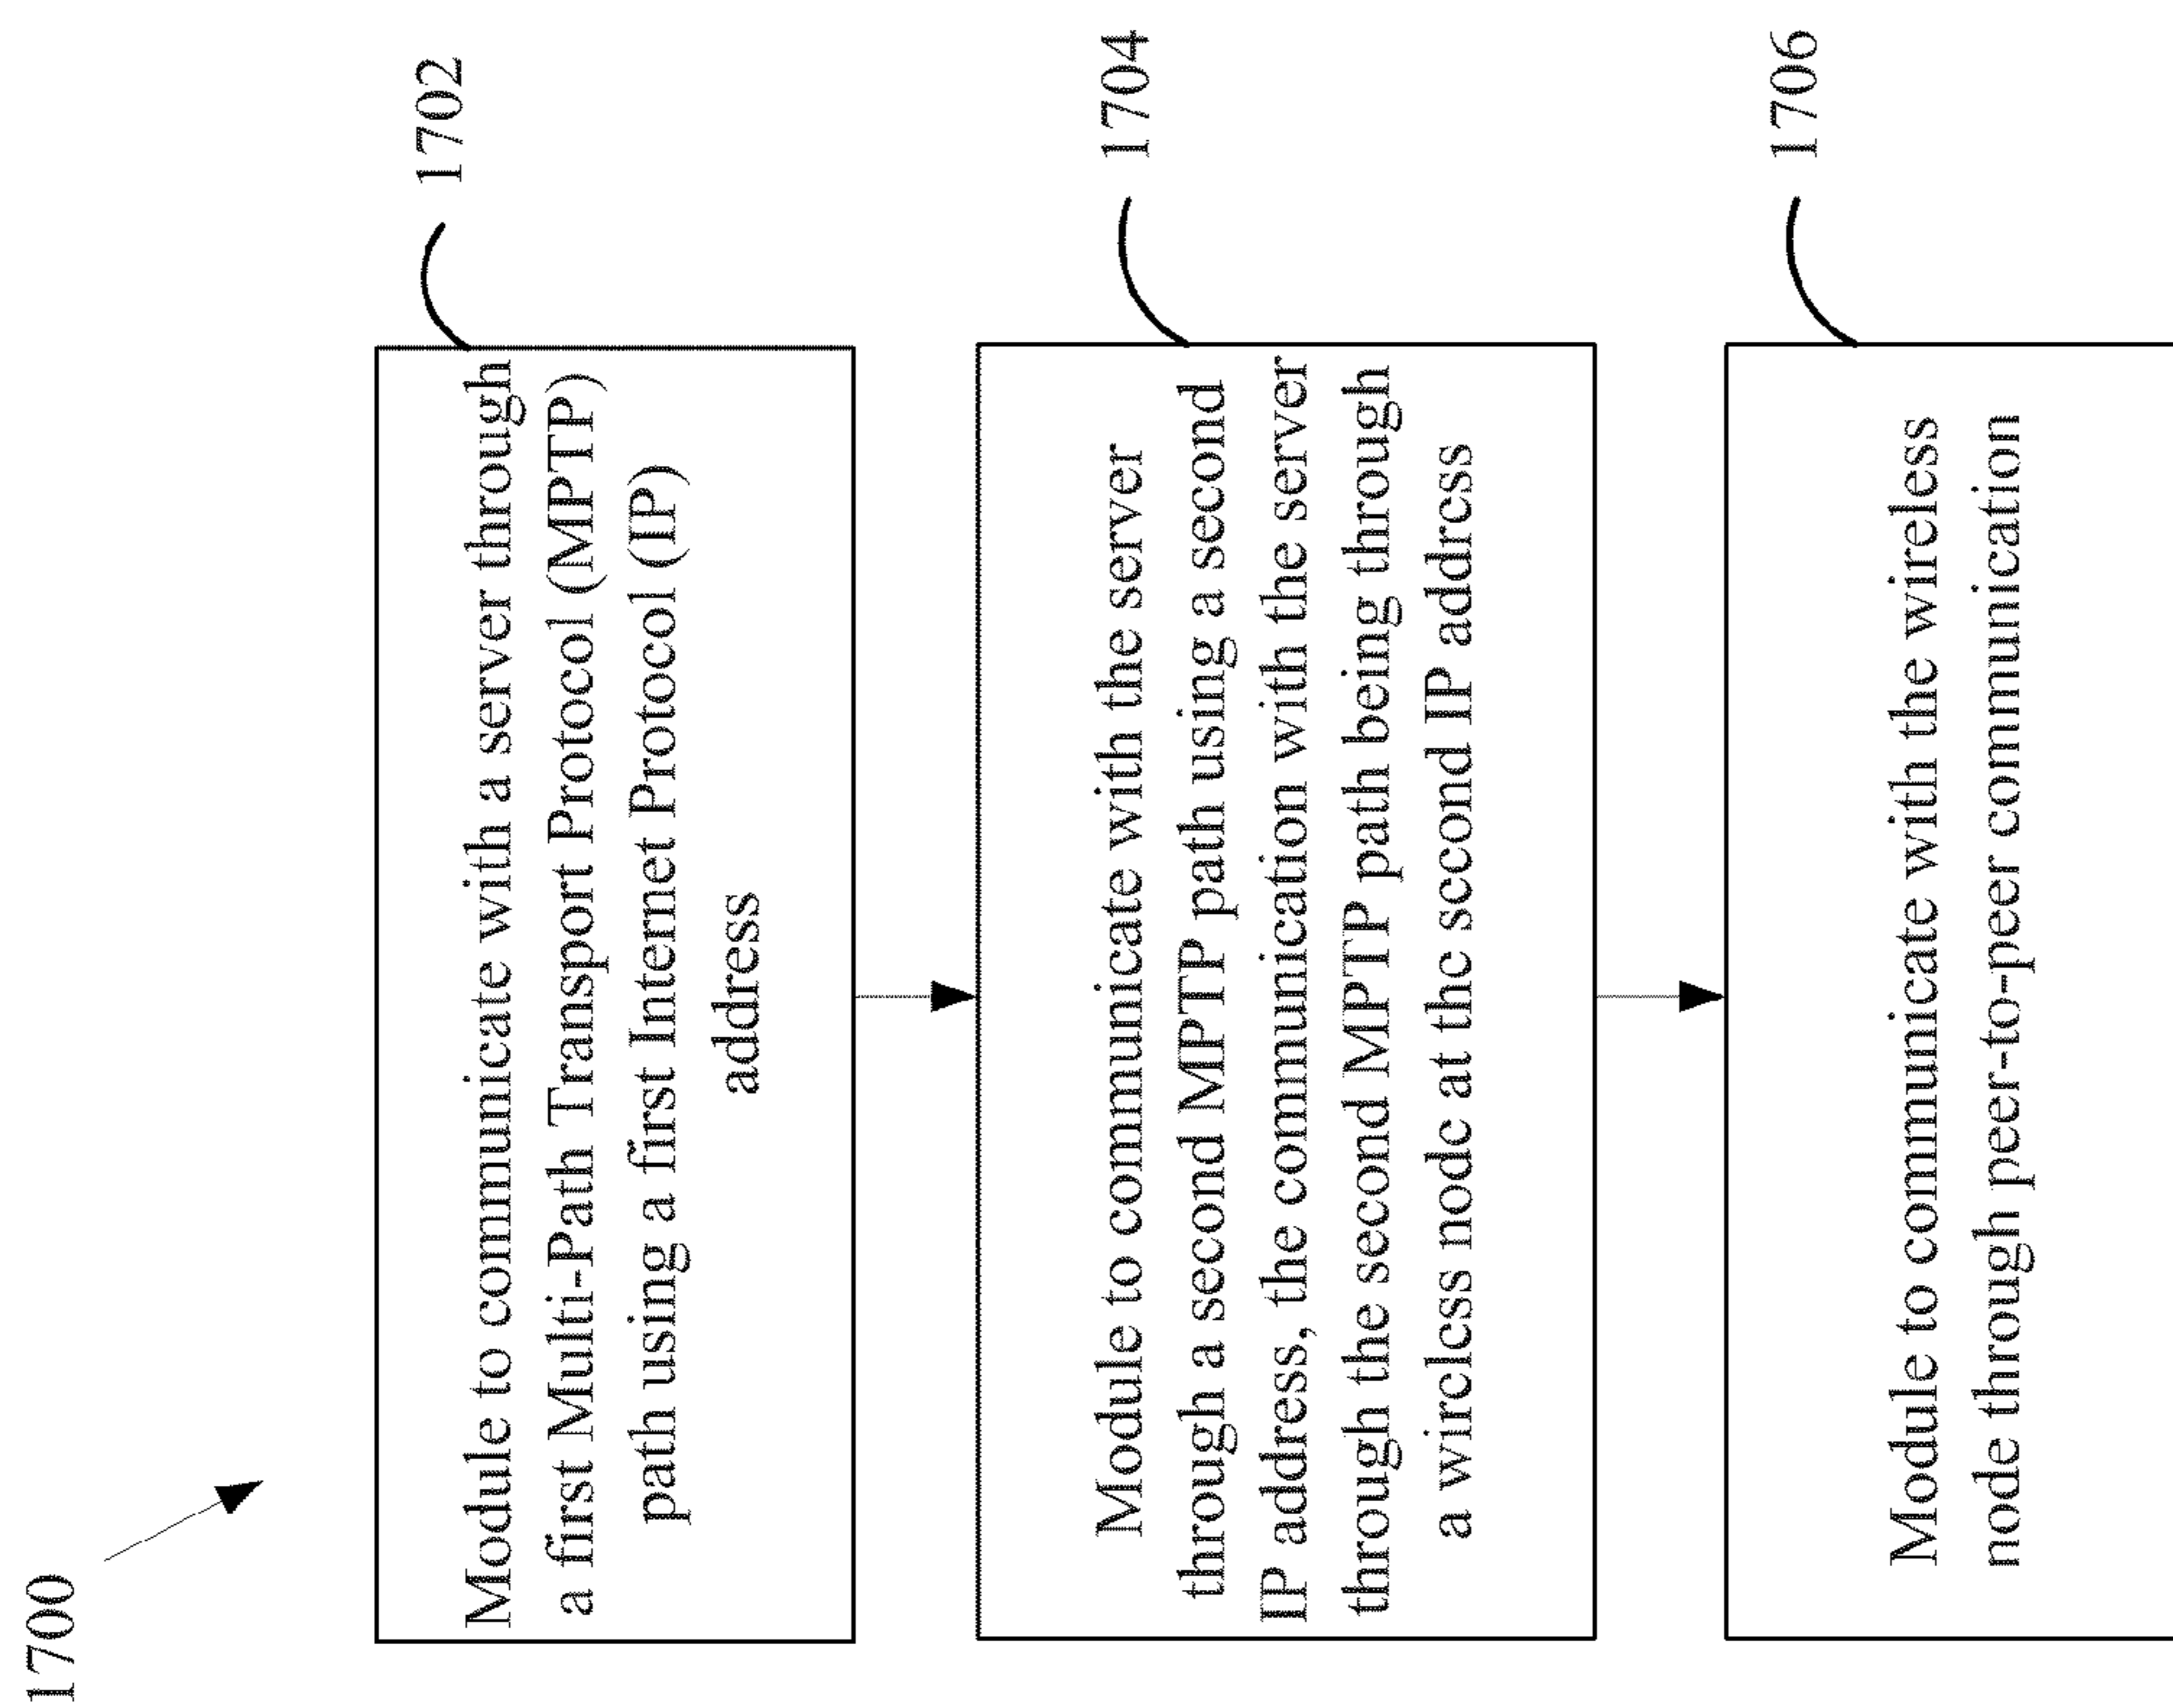 1700
1702
Module to communicate with a server through
a first Multi-Path Transport Protocol (MPTP)
path using a first Internet Protocol (IP)
address
1704
Module to communicate with the server
through a second MPTP path using a second
IP address, the communication with the server
through the second MPTP path being through
a wireless node at the second IP address
1706
Module to communicate with the wireless
node through peer-to-peer communication